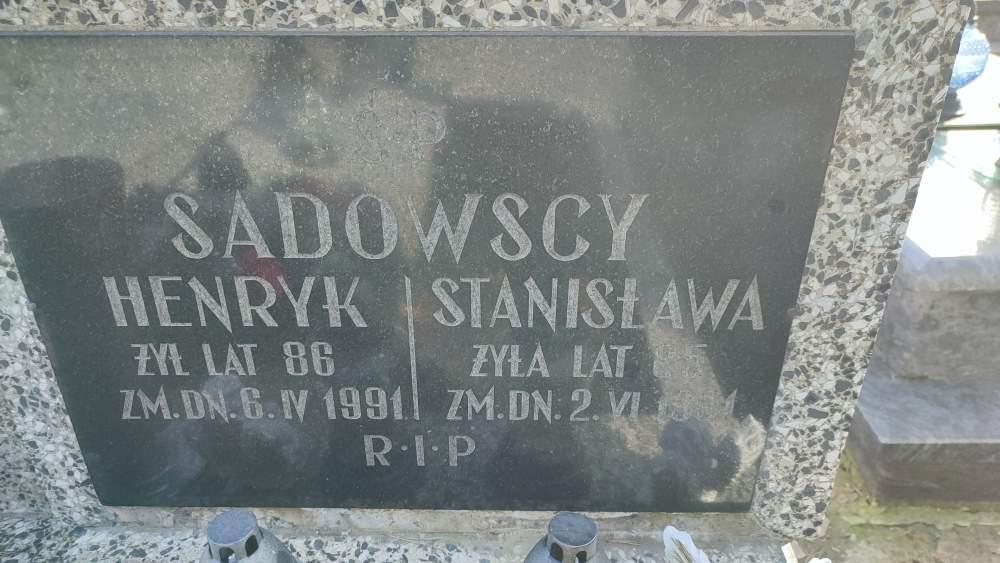 SADOWSCY
HENRYK
ŻYŁ LAT 86
ZM. DN. 6. IV 1991
STANISŁAWA
ŻYŁA LAT
ZM. DN. 2. VI
R·I·P